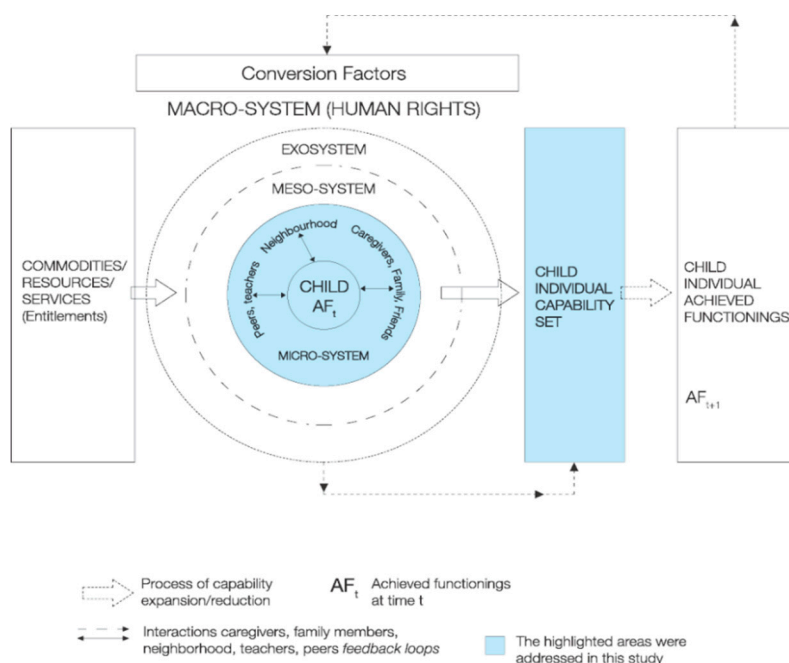 Conversion Factors
MACRO-SYSTEM (HUMAN RIGHTS)
EXOSYSTEM
MESO-SYSTEM
Neighbourhood
Caregivers, Family, Friends
Peers, teachers
CHILD
AFt
MICRO-SYSTEM
COMMODITIES/
RESOURCES/
SERVICES
(Entitlements)
CHILD
INDIVIDUAL
CAPABILITY
SET
CHILD
INDIVIDUAL
ACHIEVED
FUNCTIONINGS
AFt+1
Process of capability
expansion/reduction
AFt
Achieved functionings
at time t
Interactions caregivers, family members,
neighborhood, teachers, peers feedback loops
The highlighted areas were
addressed in this study